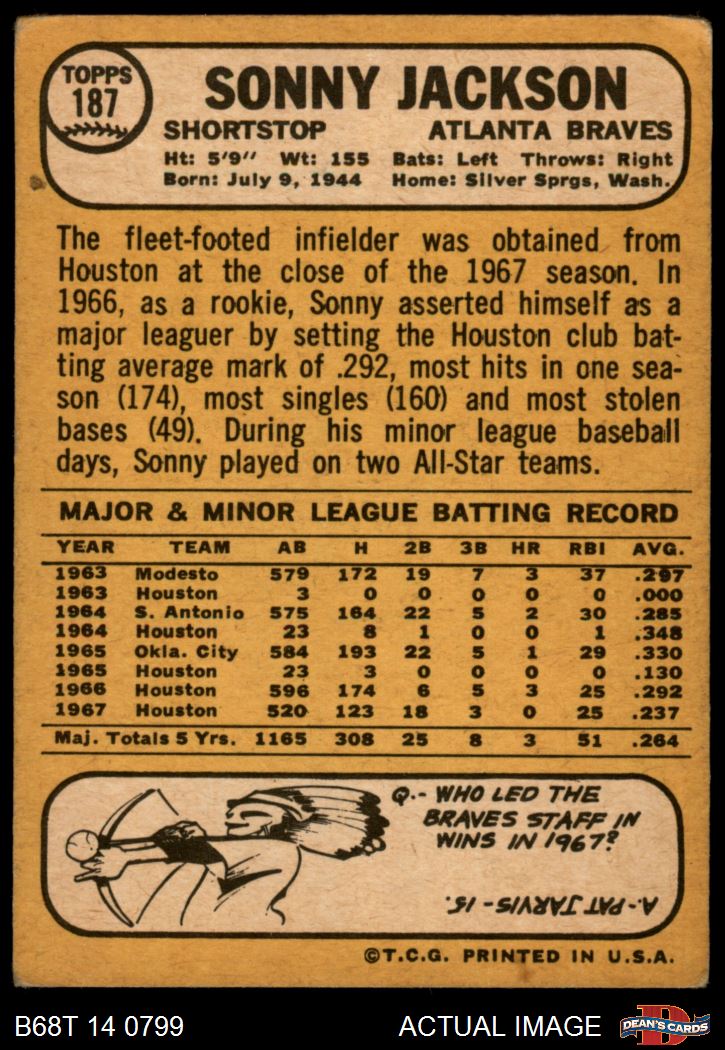 TOPPS
187
SONNY JACKSON
SHORTSTOP ATLANTA BRAVES
Ht: 5'9" Wt: 155 Bats: Left Throws: Right
Born: July 9, 1944 Home: Silver Sprgs, Wash.
The fleet-footed infielder was obtained from
Houston at the close of the 1967 season. In
1966, as a rookie, Sonny asserted himself as a
major leaguer by setting the Houston club bat-
ting average mark of .292, most hits in one sea-
son (174), most singles (160) and most stolen
bases (49). During his minor league baseball
days, Sonny played on two All-Star teams.
MAJOR & MINOR LEAGUE BATTING RECORD
YEAR TEAM AB H 2B 3B HR RBI AVG.
1963 Modesto 579 172 19 7 3 37 .297
1963 Houston 3 0 0 0 0 0 .000
1964 S. Antonio 575 164 22 5 2 30 .285
1964 Houston 23 8 1 0 0 1 .348
1965 Okla. City 584 193 22 5 1 29 .330
1965 Houston 23 3 0 0 0 0 .130
1966 Houston 596 174 6 5 3 25 .292
1967 Houston 520 123 18 3 0 25 .237
Maj. Totals 5 Yrs. 1165 308 25 8 3 51 .264
Q.- WHO LED THE
BRAVES STAFF IN
WINS IN 1967?
A.- PAT JARVIS - 15.
©T.C.G. PRINTED IN U.S.A.
B68T 14 0799 ACTUAL IMAGE D DEAN'S CARDS